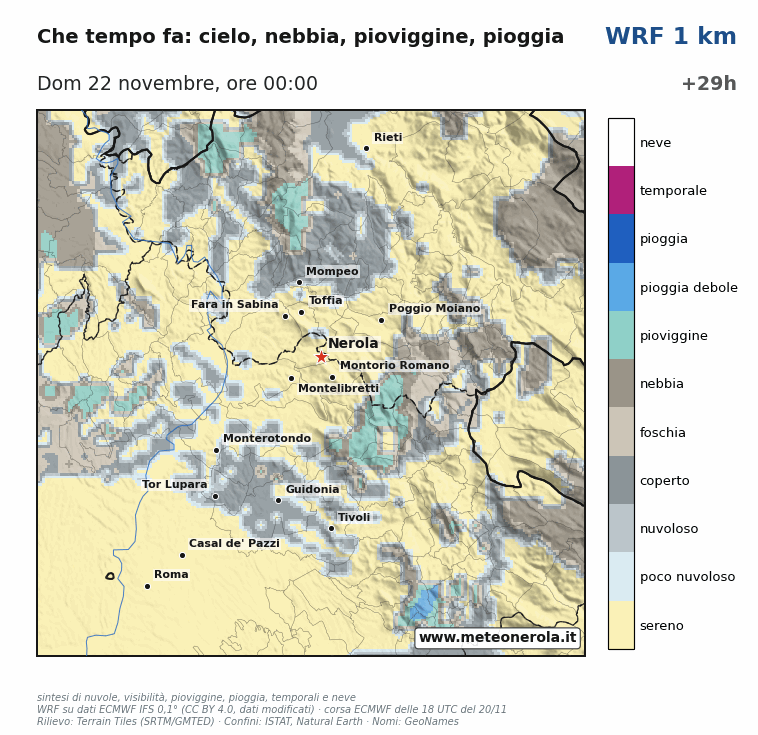 Che tempo fa: cielo, nebbia, pioviggine, pioggia
WRF 1 km
Dom 22 novembre, ore 00:00
+29h
Rieti
Mompeo
Fara in Sabina
Toffia
Poggio Moiano
Nerola
Montorio Romano
Montelibretti
Monterotondo
Tor Lupara
Guidonia
Tivoli
Casal de' Pazzi
Roma
www.meteonerola.it
neve
temporale
pioggia
pioggia debole
pioviggine
nebbia
foschia
coperto
nuvoloso
poco nuvoloso
sereno
sintesi di nuvole, visibilità, pioviggine, pioggia, temporali e neve
WRF su dati ECMWF IFS 0,1° (CC BY 4.0, dati modificati) · corsa ECMWF delle 18 UTC del 20/11
Rilievo: Terrain Tiles (SRTM/GMTED) · Confini: ISTAT, Natural Earth · Nomi: GeoNames